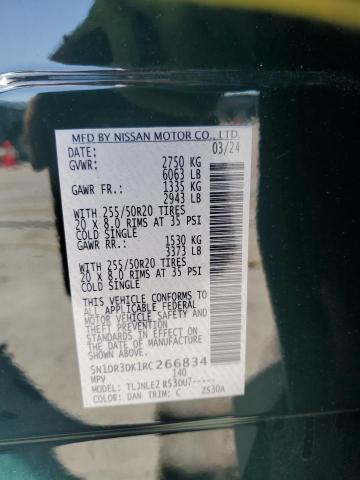 MFD BY NISSAN MOTOR CO., LTD.
DATE: 03/24
GVWR: 2750 KG
6063 LB
GAWR FR: 1335 KG
2943 LB
WITH 255/50R20 TIRES
20 X 8.0 RIMS AT 35 PSI
COLD SINGLE
GAWR RR: 1530 KG
3373 LB
WITH 255/50R20 TIRES
20 X 8.0 RIMS AT 35 PSI
COLD SINGLE
THIS VEHICLE CONFORMS TO
ALL APPLICABLE FEDERAL
MOTOR VEHICLE SAFETY AND
THEFT PREVENTION
STANDARDS IN EFFECT ON
THE DATE OF MANUFACTURE
SHOWN ABOVE.
5N1DR3DK1RC266834
MPV 140
MODEL: TLJNLE2 RS30U7-----
COLOR: DAN TRIM: C ZS30A